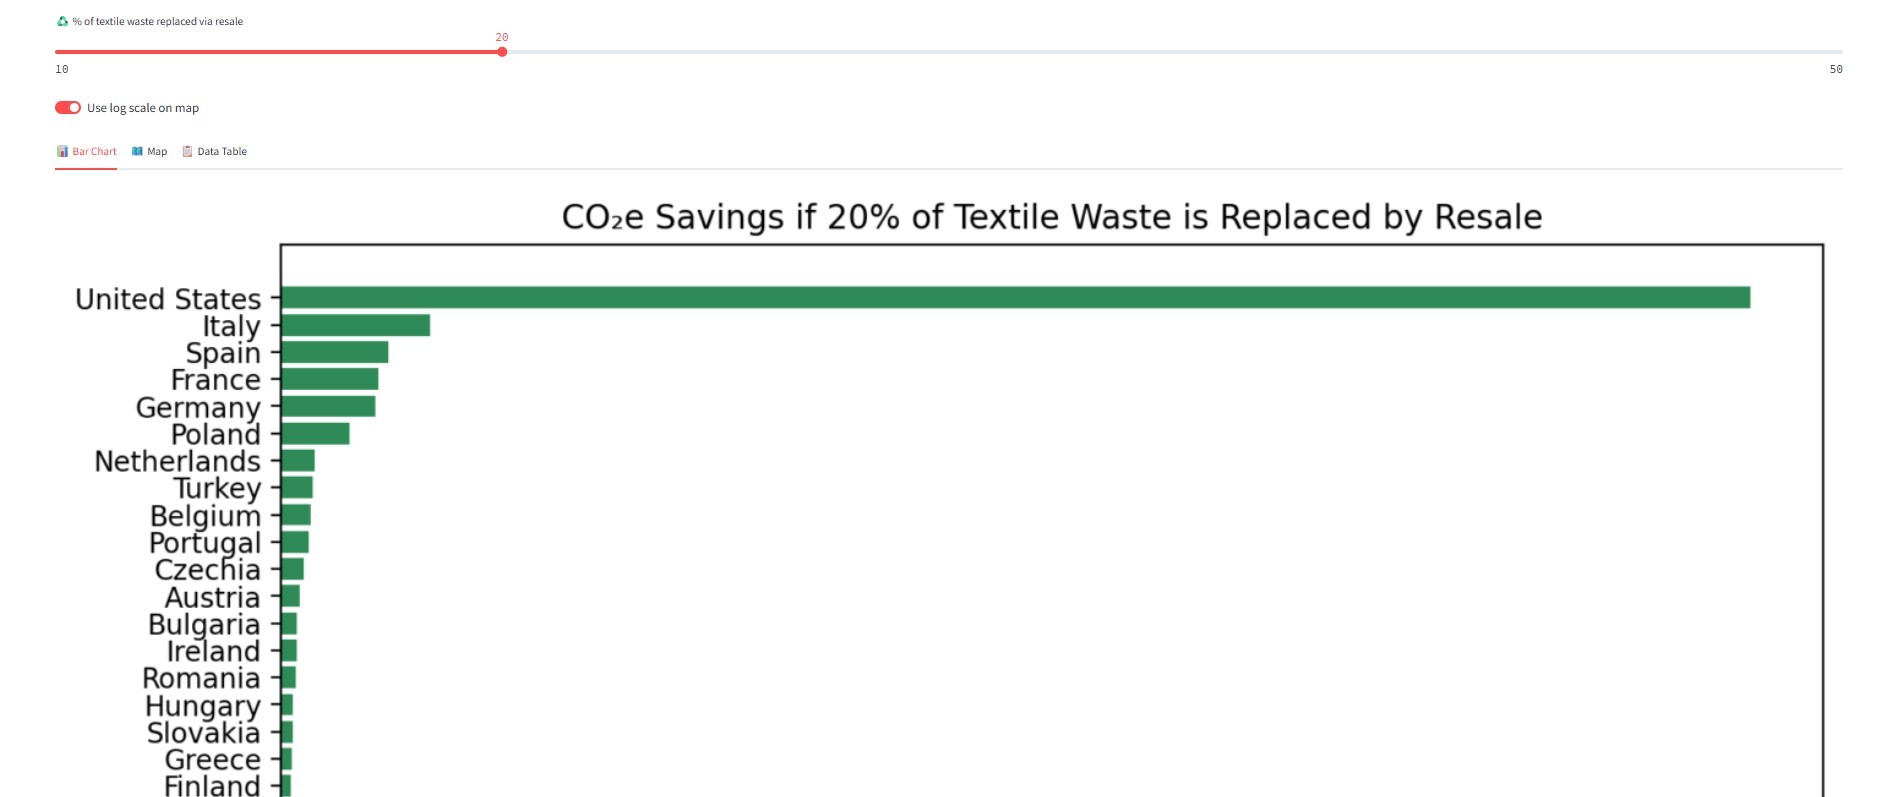 ♻️ % of textile waste replaced via resale
20
10 50
Use log scale on map
📊 Bar Chart 🗺️ Map 📋 Data Table
CO₂e Savings if 20% of Textile Waste is Replaced by Resale
United States
Italy
Spain
France
Germany
Poland
Netherlands
Turkey
Belgium
Portugal
Czechia
Austria
Bulgaria
Ireland
Romania
Hungary
Slovakia
Greece
Finland